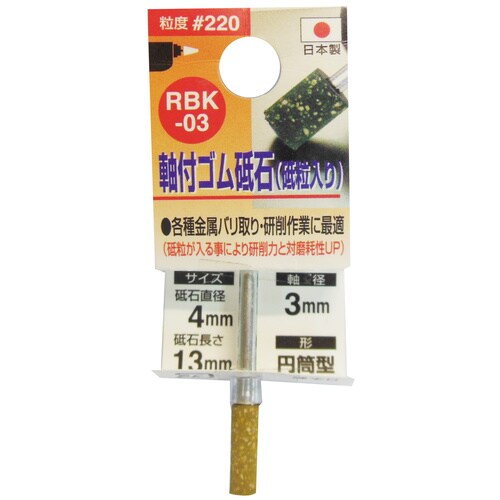 粒度 #220
日本製
RBK
-03
軸付ゴム砥石(砥粒入り)
●各種金属バリ取り・研削作業に最適
(砥粒が入る事により研削力と対磨耗性UP)
サイズ
砥石直径
4mm
砥石長さ
13mm
軸 径
3mm
形
円筒型